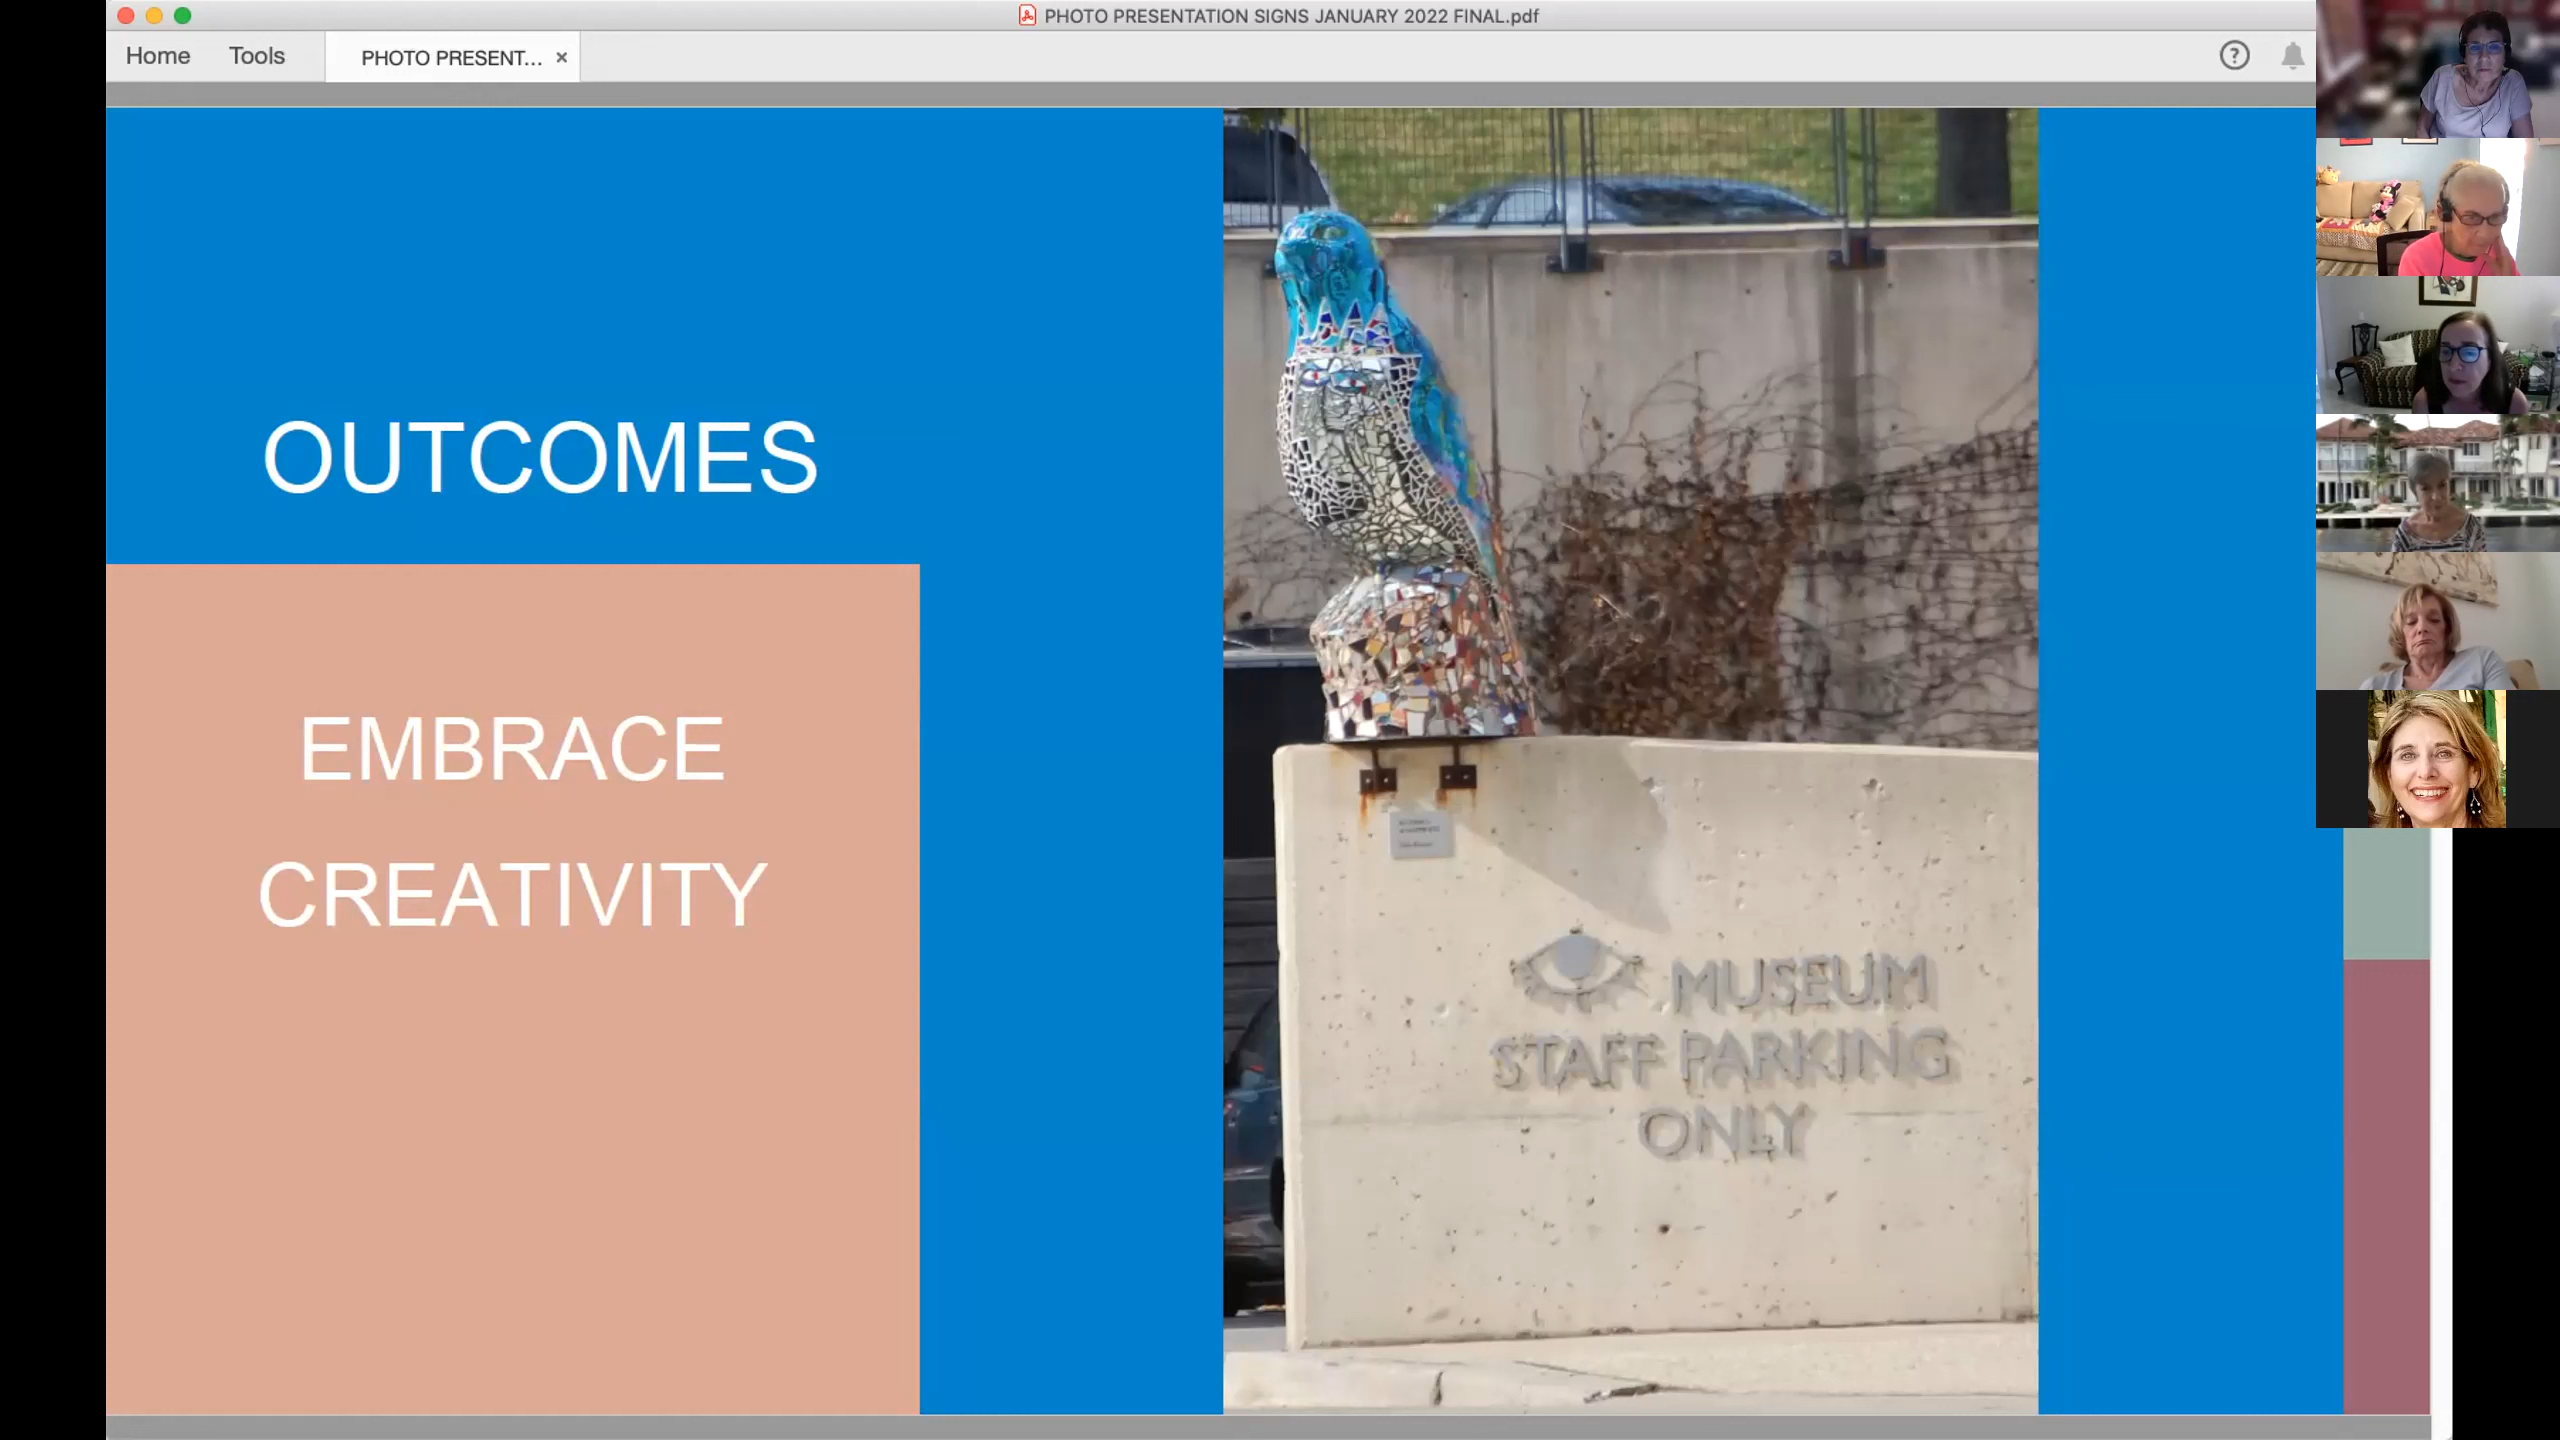 PHOTO PRESENTATION SIGNS JANUARY 2022 FINAL.pdf
Home Tools PHOTO PRESENT... ×
OUTCOMES
EMBRACE
CREATIVITY
MUSEUM
STAFF PARKING
ONLY